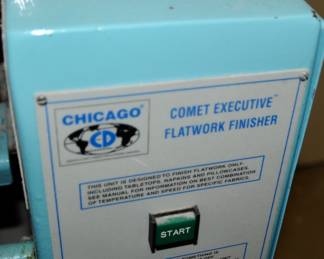 CHICAGO®
CD
COMET EXECUTIVE™
FLATWORK FINISHER
THIS UNIT IS DESIGNED TO FINISH FLATWORK ONLY.
INCLUDING TABLETOPS, NAPKINS AND PILLOWCASES.
SEE MANUAL FOR INFORMATION ON BEST COMBINATION
OF TEMPERATURE AND SPEED FOR SPECIFIC FABRICS.
START